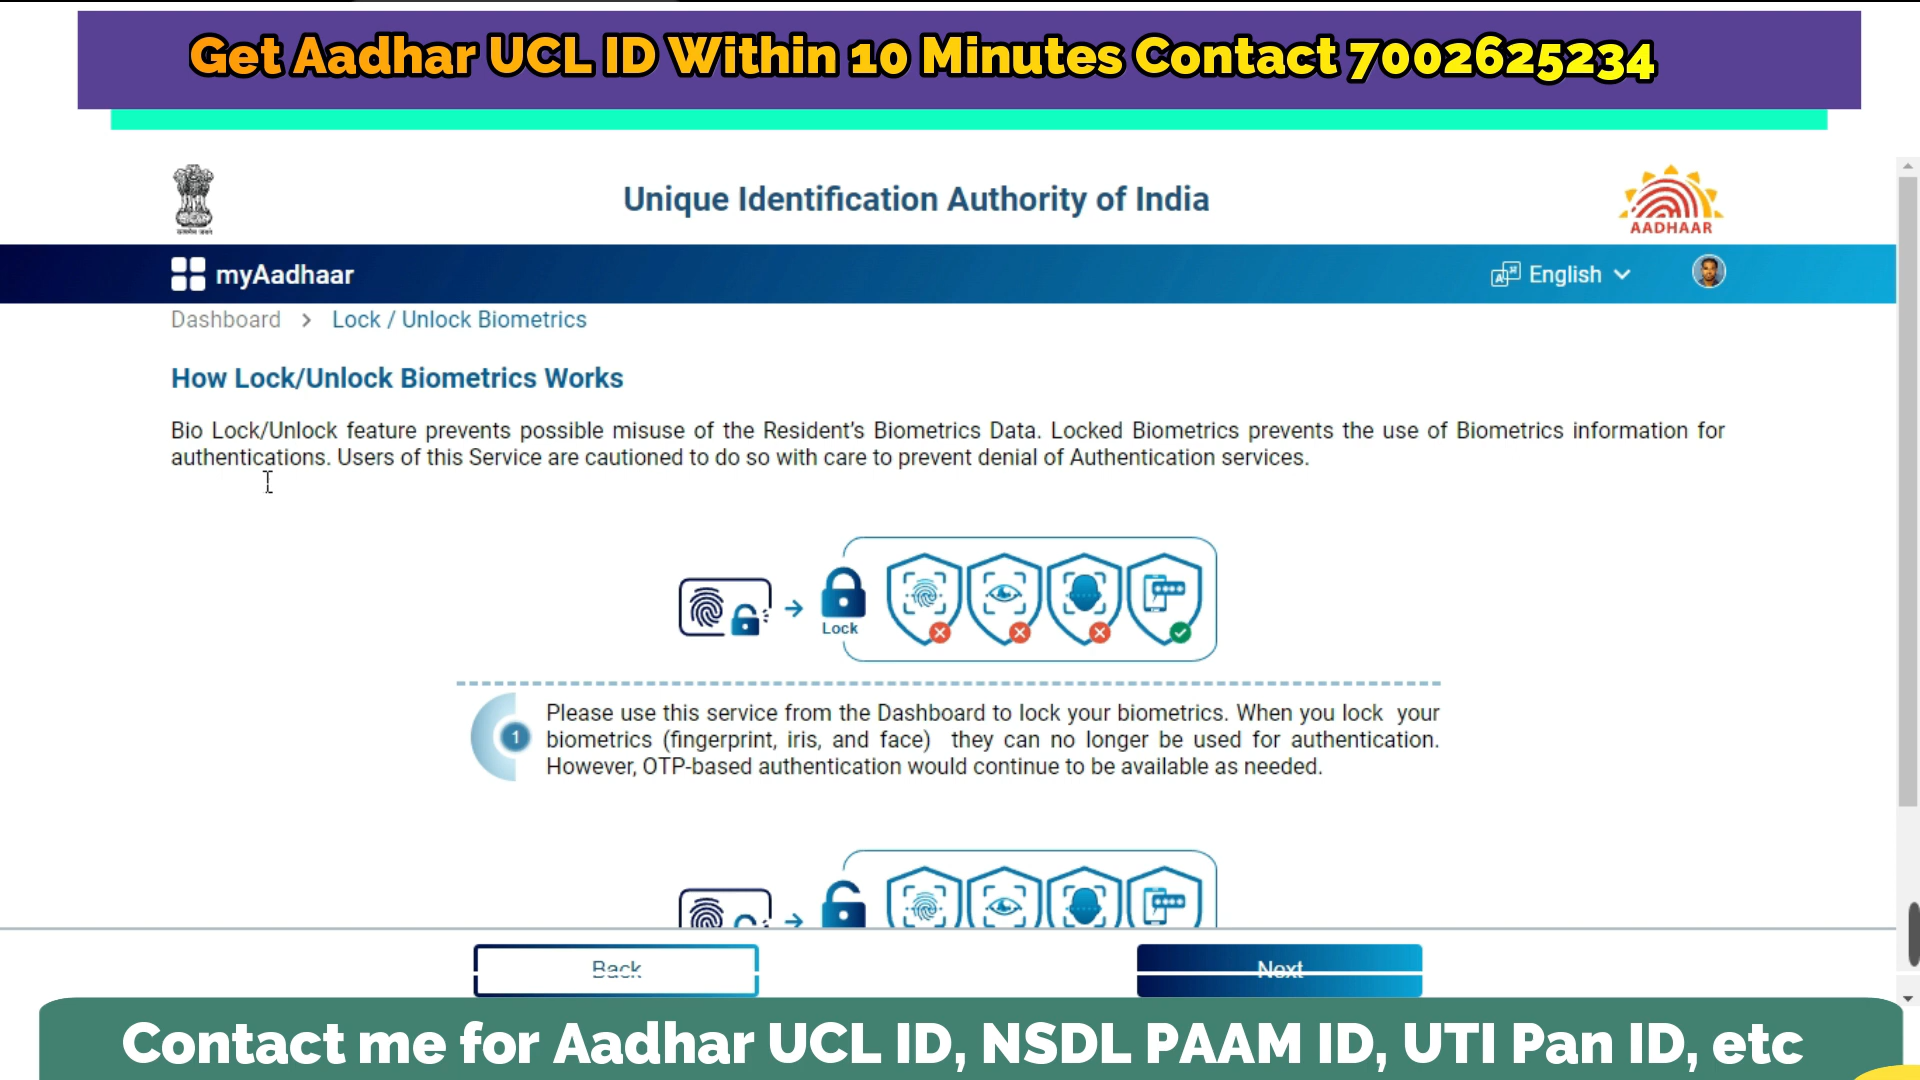 Get Aadhar UCL ID Within 10 Minutes Contact 7002625234
Unique Identification Authority of India
AADHAAR
myAadhaar
English
Dashboard > Lock / Unlock Biometrics
How Lock/Unlock Biometrics Works
Bio Lock/Unlock feature prevents possible misuse of the Resident's Biometrics Data. Locked Biometrics prevents the use of Biometrics information for
authentications. Users of this Service are cautioned to do so with care to prevent denial of Authentication services.
Lock
1
Please use this service from the Dashboard to lock your biometrics. When you lock your
biometrics (fingerprint, iris, and face) they can no longer be used for authentication.
However, OTP-based authentication would continue to be available as needed.
Back
Next
Contact me for Aadhar UCL ID, NSDL PAAM ID, UTI Pan ID, etc